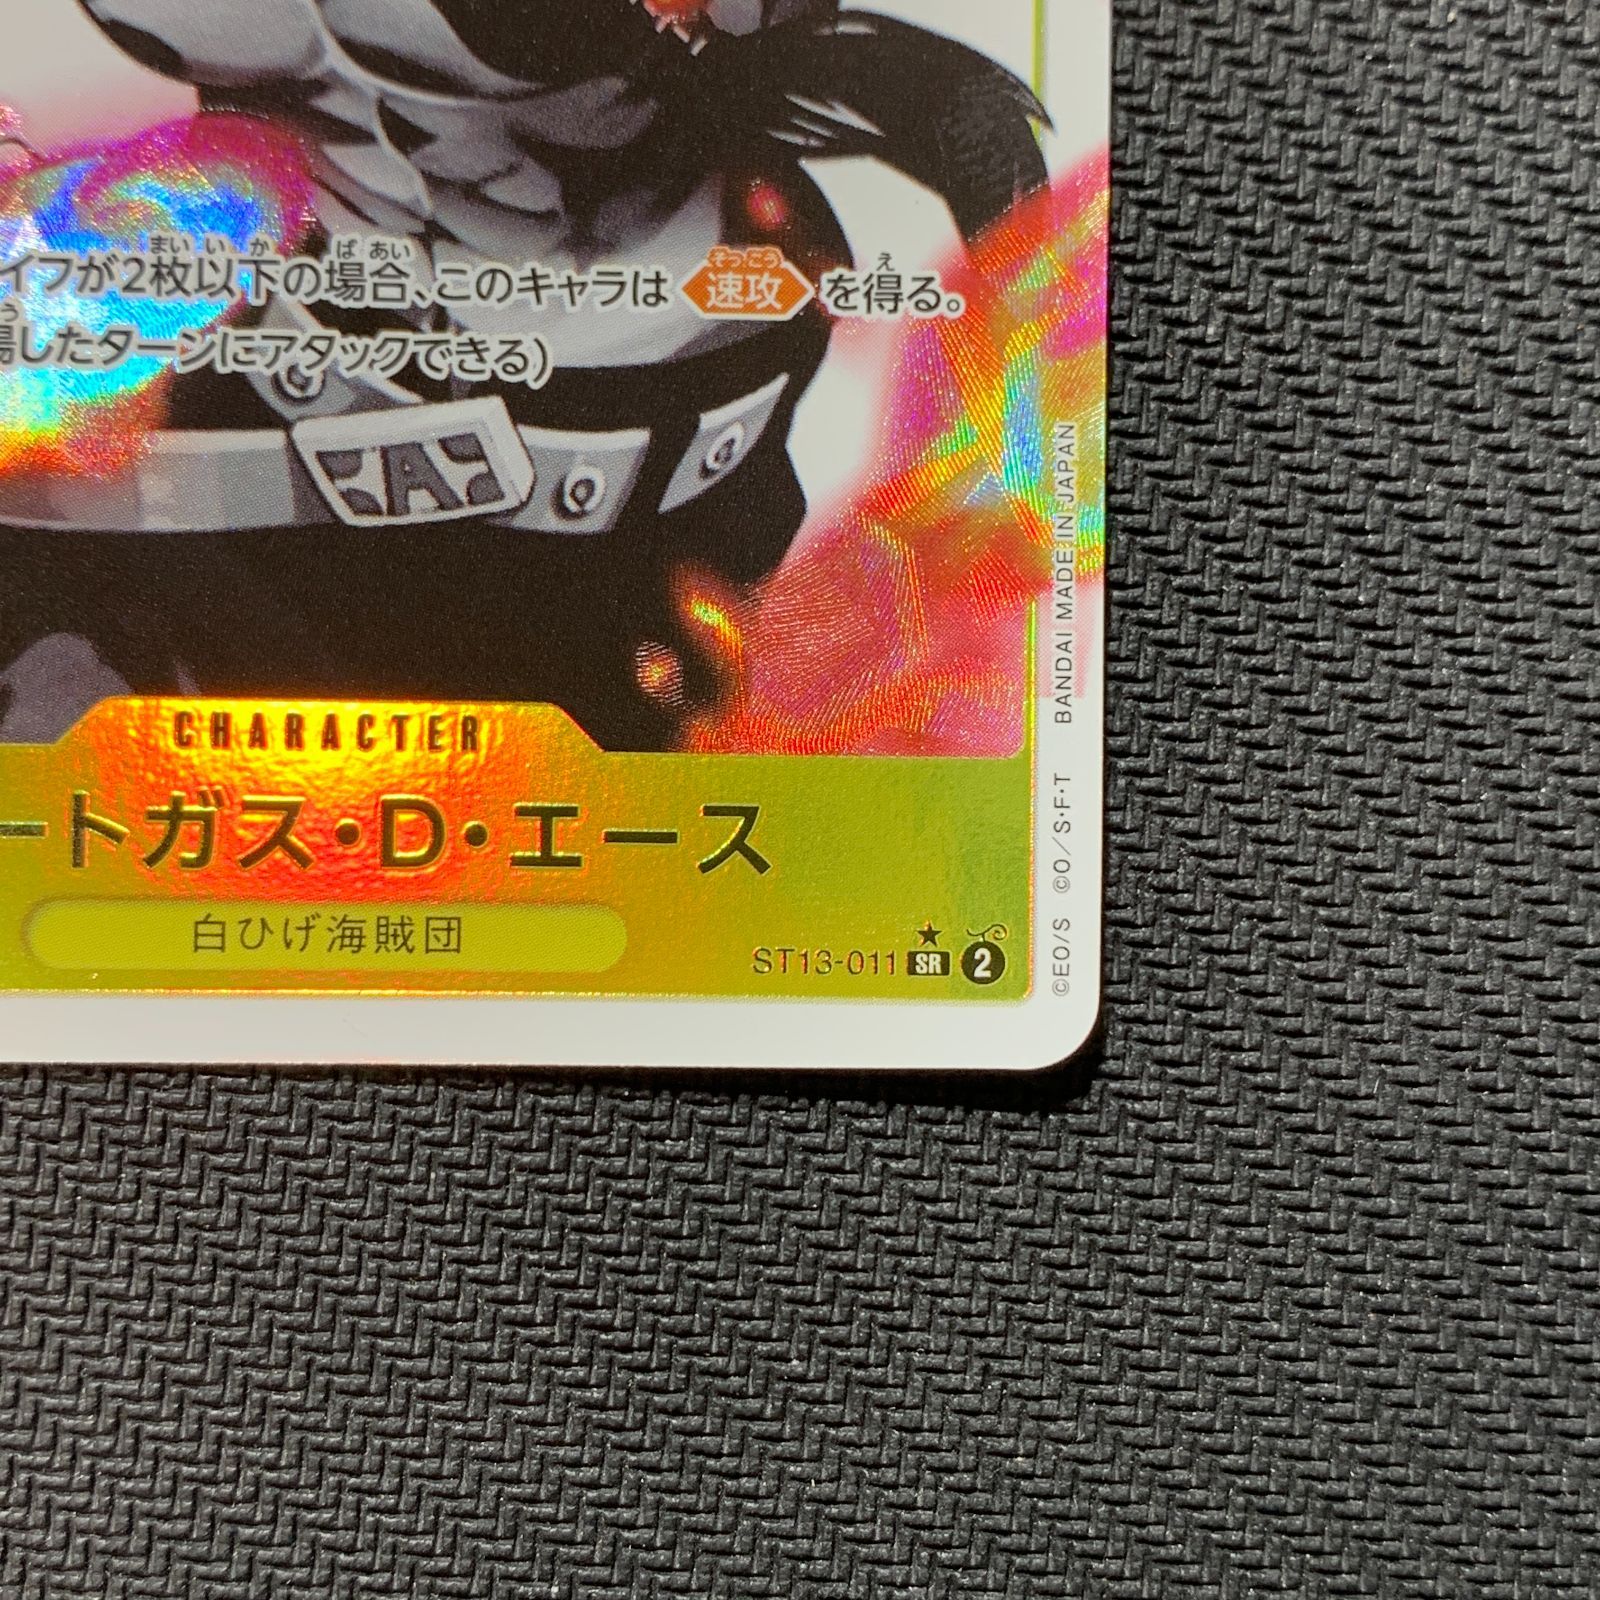 イフが2枚以下の場合、このキャラは 速攻 を得る。
場したターンにアタックできる)
A
CHARACTER
ートガス・D・エース
白ひげ海賊団
ST13-011 SR 2
©EO/S ©O/S・F・T BANDAI MADE IN JAPAN